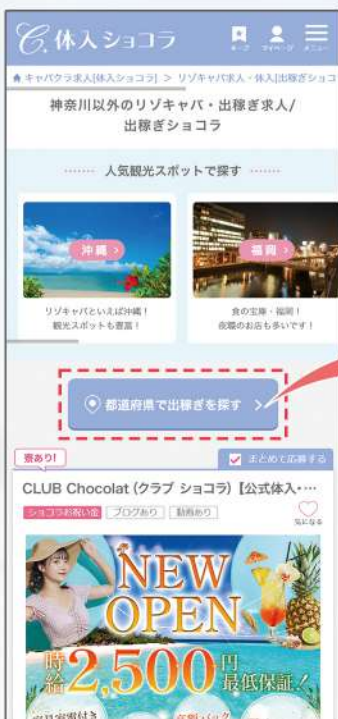 体入ショコラ
キープ マイページ メニュー
キャバクラ求人[体入ショコラ] > リゾキャバ求人・体入[出稼ぎショコ
神奈川以外のリゾキャバ・出稼ぎ求人/
出稼ぎショコラ
人気観光スポットで探す
沖縄 >
福岡 >
リゾキャバといえば沖縄!
観光スポットも豊富!
食の宝庫・福岡!
夜職のお店も多いです!
都道府県で出稼ぎを探す >
寮あり!
まとめて応募する
CLUB Chocolat (クラブ ショコラ)【公式体入・…
ショコラお祝い金 ブログあり 動画あり
気になる
NEW
OPEN
時給2,500円最低保証!